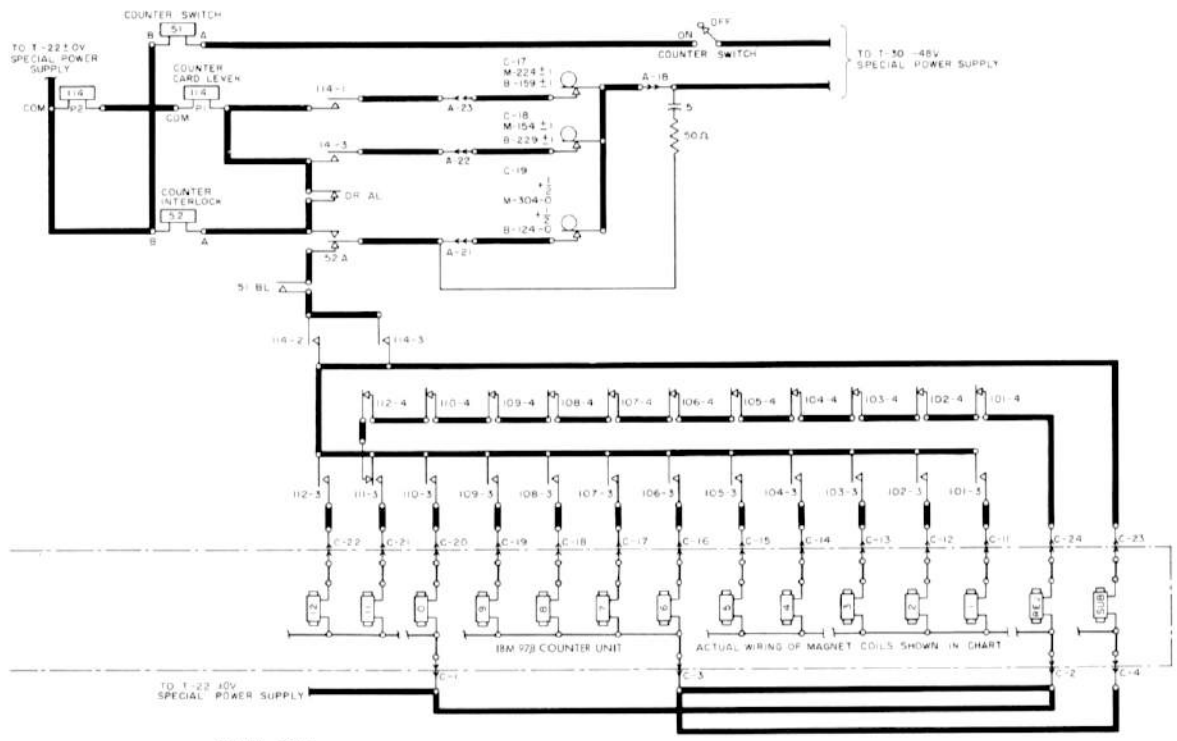 COUNTER SWITCH
51
B
A
OFF
ON
COUNTER SWITCH
TO T-22 ±0V
SPECIAL POWER
SUPPLY
TO T-30 -48V
SPECIAL POWER SUPPLY
COUNTER
CARD LEVER
114
114
COM
P2
COM
P1
114-1
A-23
C-17
M-224 ±1
B-159 ±1
A-18
5
50Ω
14-3
A-22
C-18
M-154 ±1
B-229 ±1
C-19
+ 1/2
M-304-0
+ 1/2
B-124-0
DR AL
COUNTER
INTERLOCK
52
B
A
52 A
A-21
51 BL
114-2
114-3
112-4
110-4
109-4
108-4
107-4
106-4
105-4
104-4
103-4
102-4
101-4
112-3
111-3
110-3
109-3
108-3
107-3
106-3
105-3
104-3
103-3
102-3
101-3
C-22
C-21
C-20
C-19
C-18
C-17
C-16
C-15
C-14
C-13
C-12
C-11
C-24
C-23
12
11
0
9
8
7
6
5
4
3
2
1
REJ
SUB
IBM 97JJ COUNTER UNIT
ACTUAL WIRING OF MAGNET COILS SHOWN IN CHART
C-1
C-3
C-2
C-4
TO T-22 ±0V
SPECIAL POWER SUPPLY